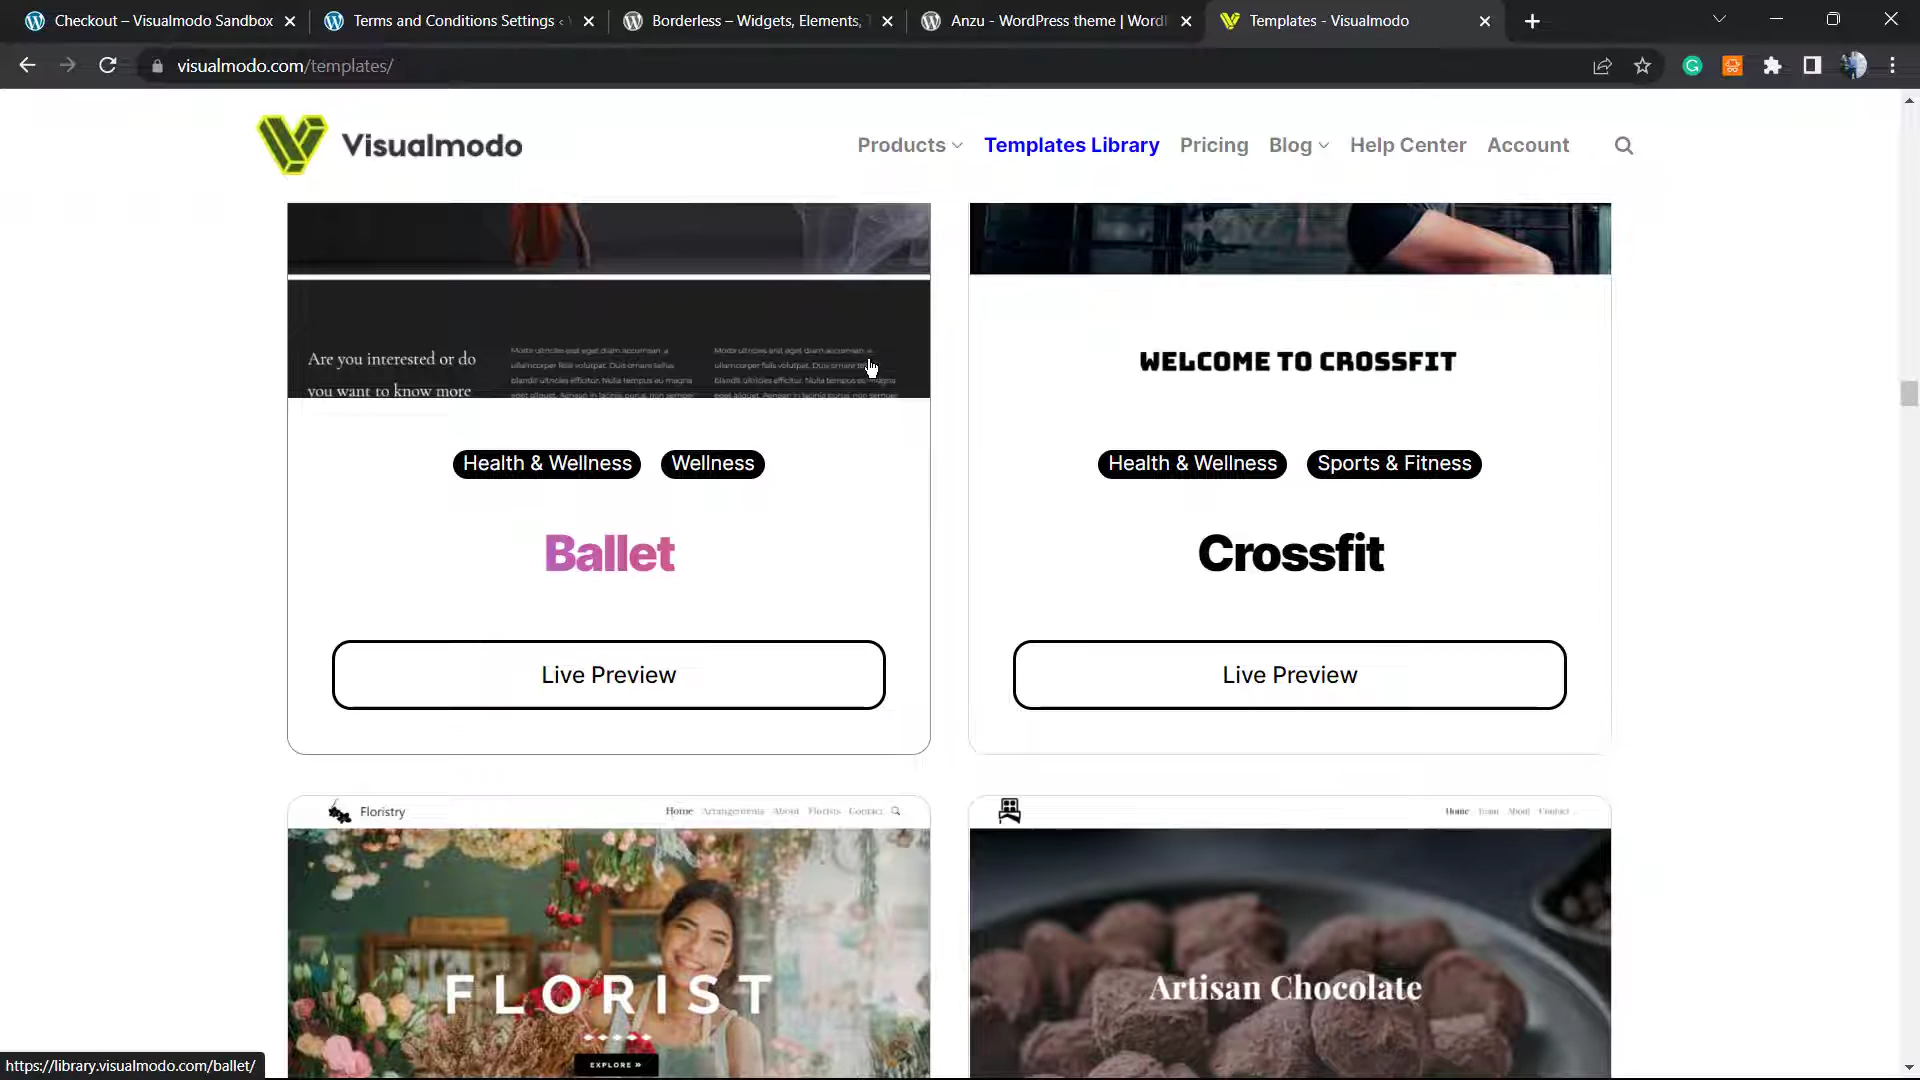 Checkout – Visualmodo Sandbox
Terms and Conditions Settings ‹
Borderless – Widgets, Elements,
Anzu - WordPress theme | Word
Templates - Visualmodo
visualmodo.com/templates/
Visualmodo
Products
Templates Library
Pricing
Blog
Help Center
Account
Are you interested or do
you want to know more
WELCOME TO CROSSFIT
Health & Wellness
Wellness
Health & Wellness
Sports & Fitness
Ballet
Crossfit
Live Preview
Live Preview
Floristry
Home Arrangements About Florists Contact
Home Team About Contact
FLORIST
EXPLORE »
Artisan Chocolate
https://library.visualmodo.com/ballet/